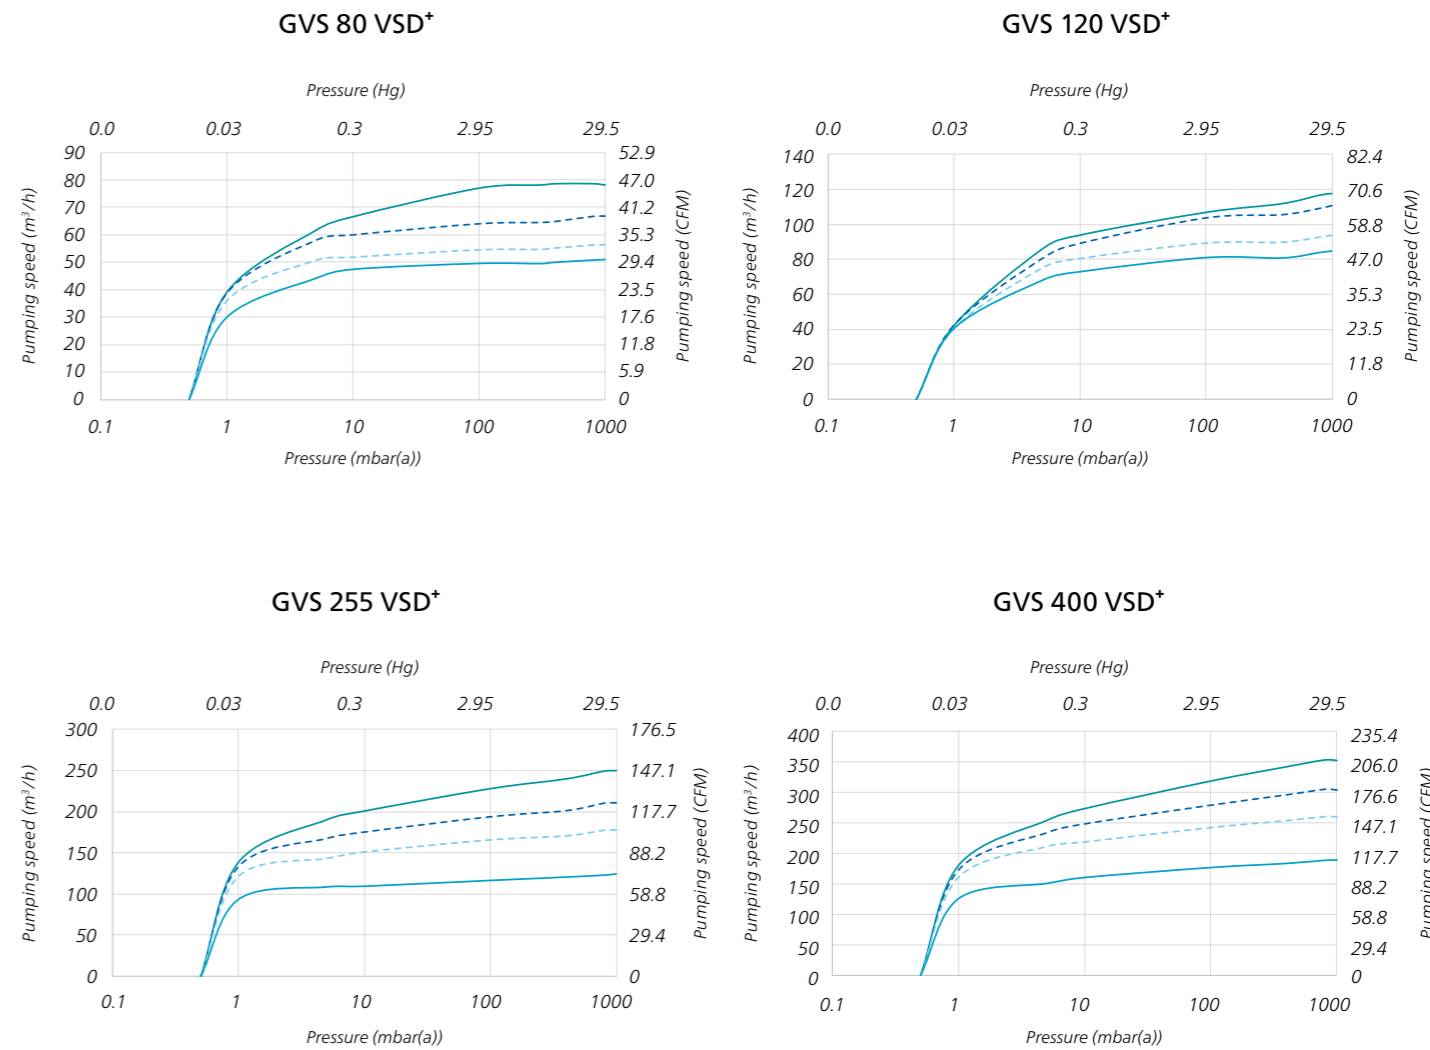 GVS 80 VSD⁺
Pressure (Hg)
0.0 0.03 0.3 2.95 29.5
90 52.9
80 47.0
70 41.2
60 35.3
50 29.4
40 23.5
30 17.6
20 11.8
10 5.9
0 0
Pumping speed (m³/h)
Pumping speed (CFM)
0.1 1 10 100 1000
Pressure (mbar(a))
GVS 120 VSD⁺
Pressure (Hg)
0.0 0.03 0.3 2.95 29.5
140 82.4
120 70.6
100 58.8
80 47.0
60 35.3
40 23.5
20 11.8
0 0
Pumping speed (m³/h)
Pumping speed (CFM)
0.1 1 10 100 1000
Pressure (mbar(a))
GVS 255 VSD⁺
Pressure (Hg)
0.0 0.03 0.3 2.95 29.5
300 176.5
250 147.1
200 117.7
150 88.2
100 58.8
50 29.4
0 0
Pumping speed (m³/h)
Pumping speed (CFM)
0.1 1 10 100 1000
Pressure (mbar(a))
GVS 400 VSD⁺
Pressure (Hg)
0.0 0.03 0.3 2.95 29.5
400 235.4
350 206.0
300 176.6
250 147.1
200 117.7
150 88.2
100 58.8
50 29.4
0 0
Pumping speed (m³/h)
Pumping speed (CFM)
0.1 1 10 100 1000
Pressure (mbar(a))